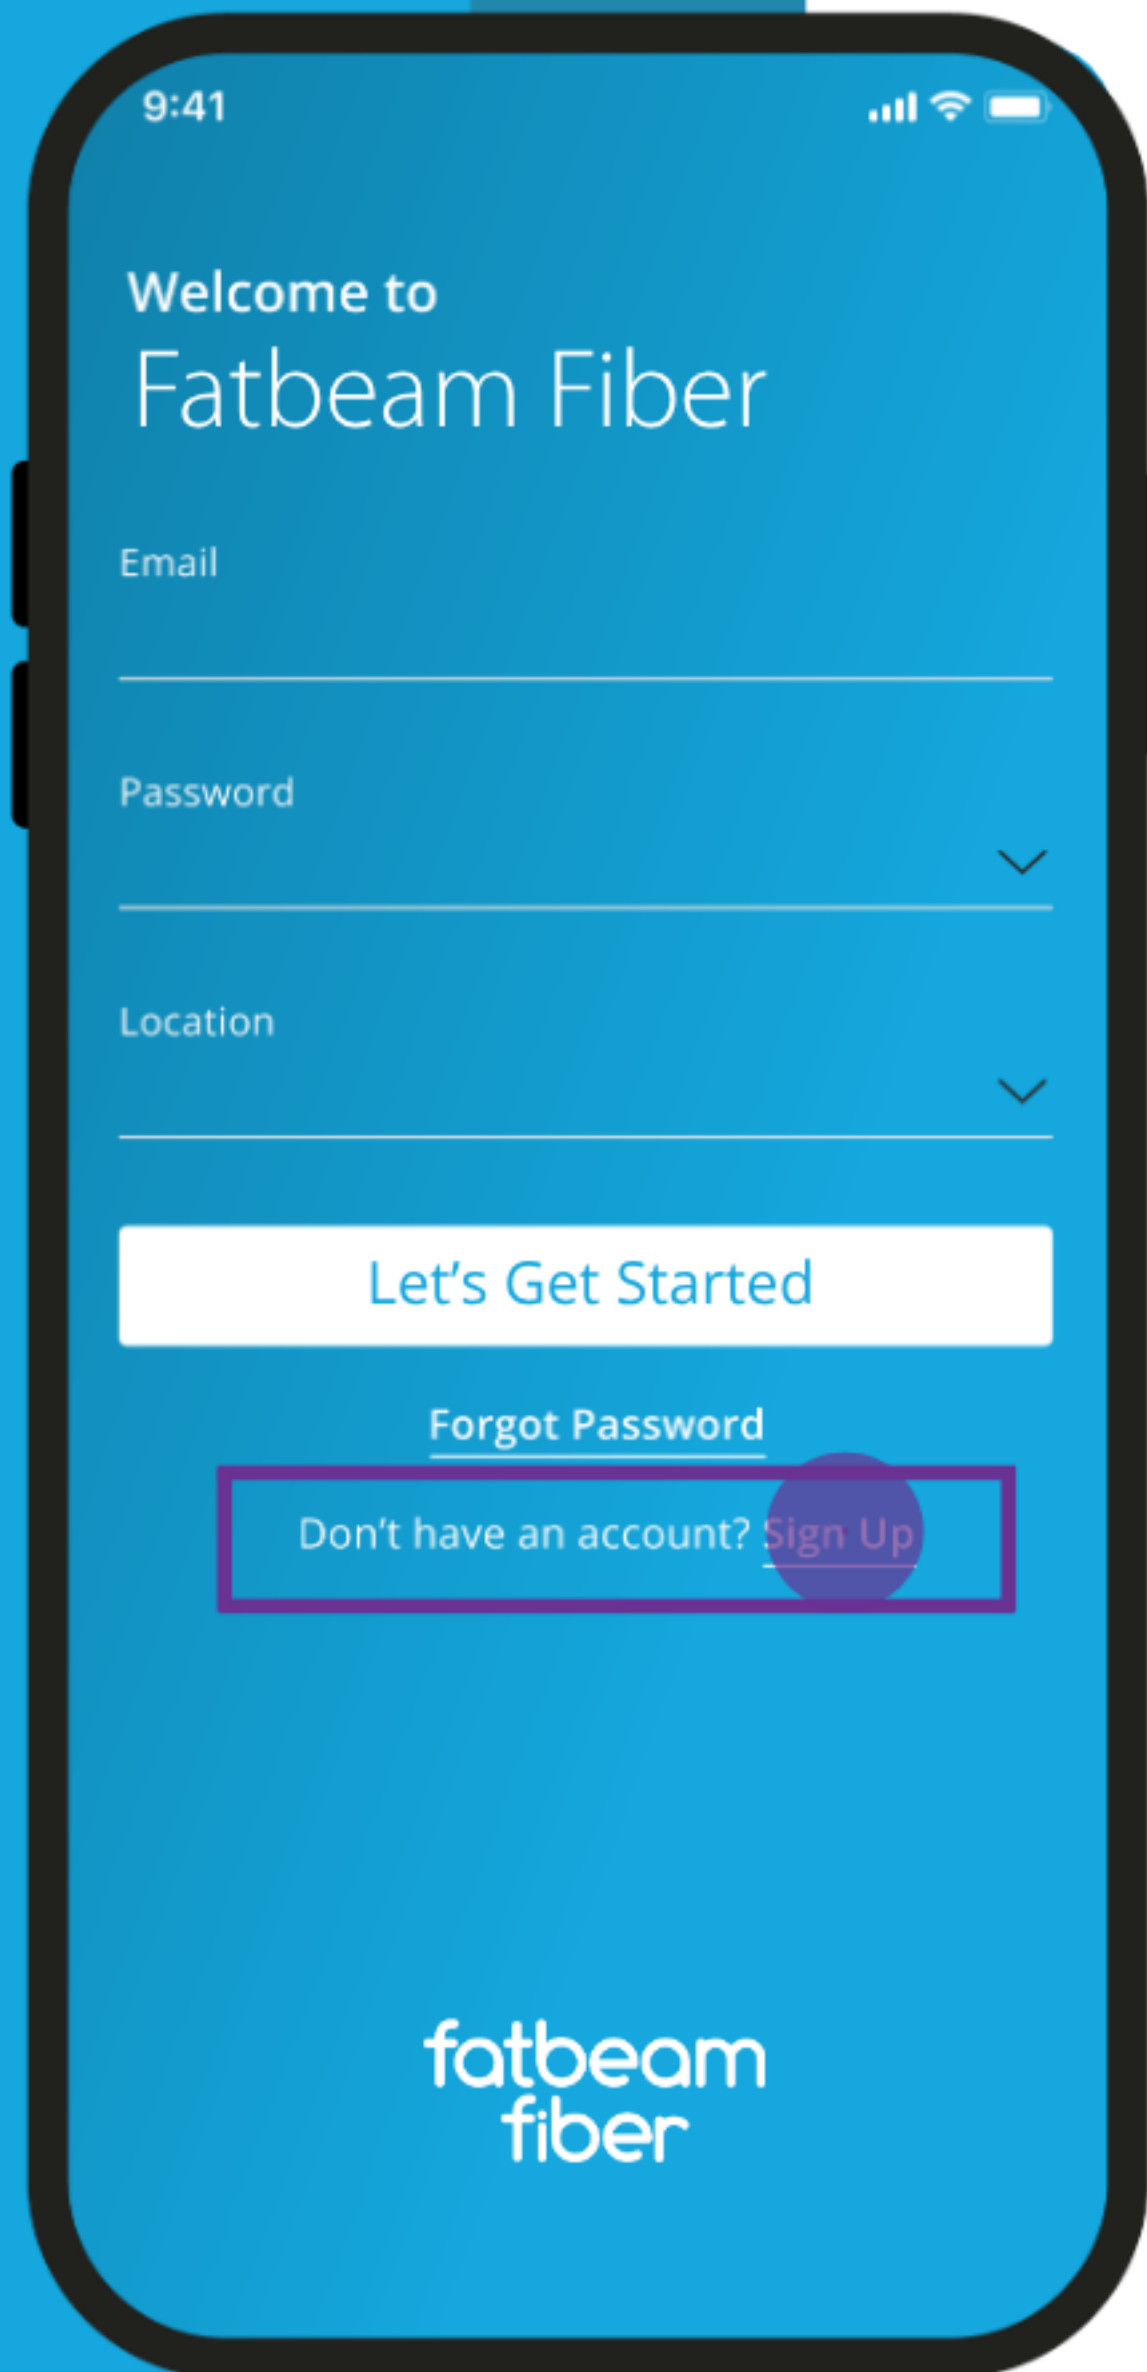 9:41
Welcome to
Fatbeam Fiber
Email
Password
Location
Let’s Get Started
Forgot Password
Don’t have an account? Sign Up
fatbeam
fiber